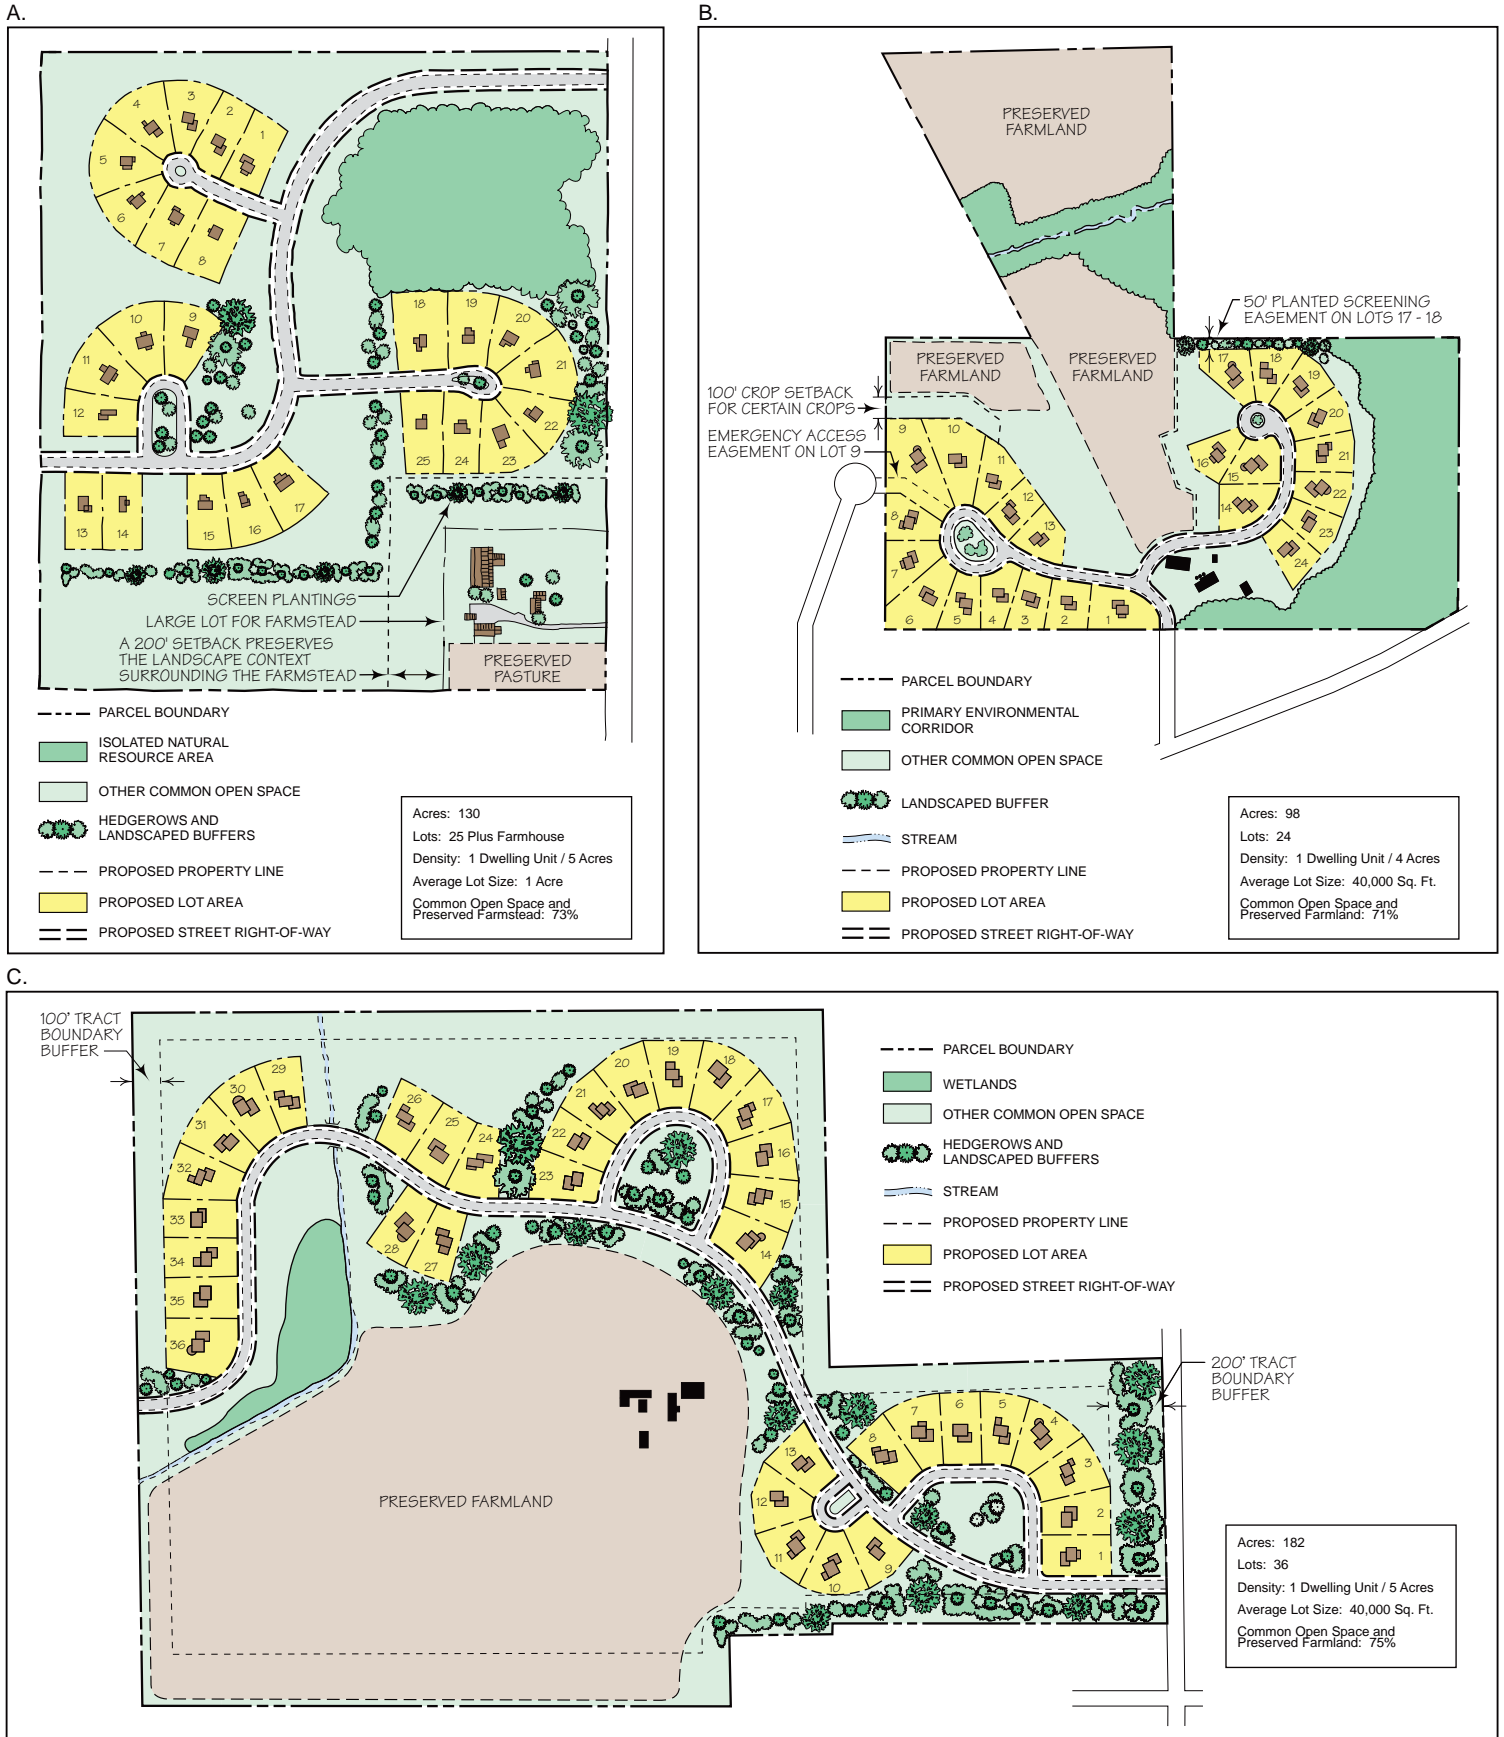 A.
4
3
2
1
5
6
7
8
10
9
11
12
18
19
20
21
22
25
24
23
13
14
15
16
17
SCREEN PLANTINGS
LARGE LOT FOR FARMSTEAD
A 200' SETBACK PRESERVES
THE LANDSCAPE CONTEXT
SURROUNDING THE FARMSTEAD
PRESERVED
PASTURE
PARCEL BOUNDARY
ISOLATED NATURAL
RESOURCE AREA
OTHER COMMON OPEN SPACE
HEDGEROWS AND
LANDSCAPED BUFFERS
PROPOSED PROPERTY LINE
PROPOSED LOT AREA
PROPOSED STREET RIGHT-OF-WAY
Acres: 130
Lots: 25 Plus Farmhouse
Density: 1 Dwelling Unit / 5 Acres
Average Lot Size: 1 Acre
Common Open Space and
Preserved Farmstead: 73%
B.
PRESERVED
FARMLAND
50' PLANTED SCREENING
EASEMENT ON LOTS 17 - 18
PRESERVED
FARMLAND
PRESERVED
FARMLAND
100' CROP SETBACK
FOR CERTAIN CROPS
EMERGENCY ACCESS
EASEMENT ON LOT 9
17
18
19
20
21
22
23
24
16
15
14
9
10
11
12
13
8
7
6
5
4
3
2
1
PARCEL BOUNDARY
PRIMARY ENVIRONMENTAL
CORRIDOR
OTHER COMMON OPEN SPACE
LANDSCAPED BUFFER
STREAM
PROPOSED PROPERTY LINE
PROPOSED LOT AREA
PROPOSED STREET RIGHT-OF-WAY
Acres: 98
Lots: 24
Density: 1 Dwelling Unit / 4 Acres
Average Lot Size: 40,000 Sq. Ft.
Common Open Space and
Preserved Farmland: 71%
C.
100' TRACT
BOUNDARY
BUFFER
29
30
31
32
33
34
35
36
26
25
24
28
27
23
22
21
20
19
18
17
16
15
14
13
12
11
10
9
8
7
6
5
4
3
2
1
PRESERVED FARMLAND
200' TRACT
BOUNDARY
BUFFER
PARCEL BOUNDARY
WETLANDS
OTHER COMMON OPEN SPACE
HEDGEROWS AND
LANDSCAPED BUFFERS
STREAM
PROPOSED PROPERTY LINE
PROPOSED LOT AREA
PROPOSED STREET RIGHT-OF-WAY
Acres: 182
Lots: 36
Density: 1 Dwelling Unit / 5 Acres
Average Lot Size: 40,000 Sq. Ft.
Common Open Space and
Preserved Farmland: 75%